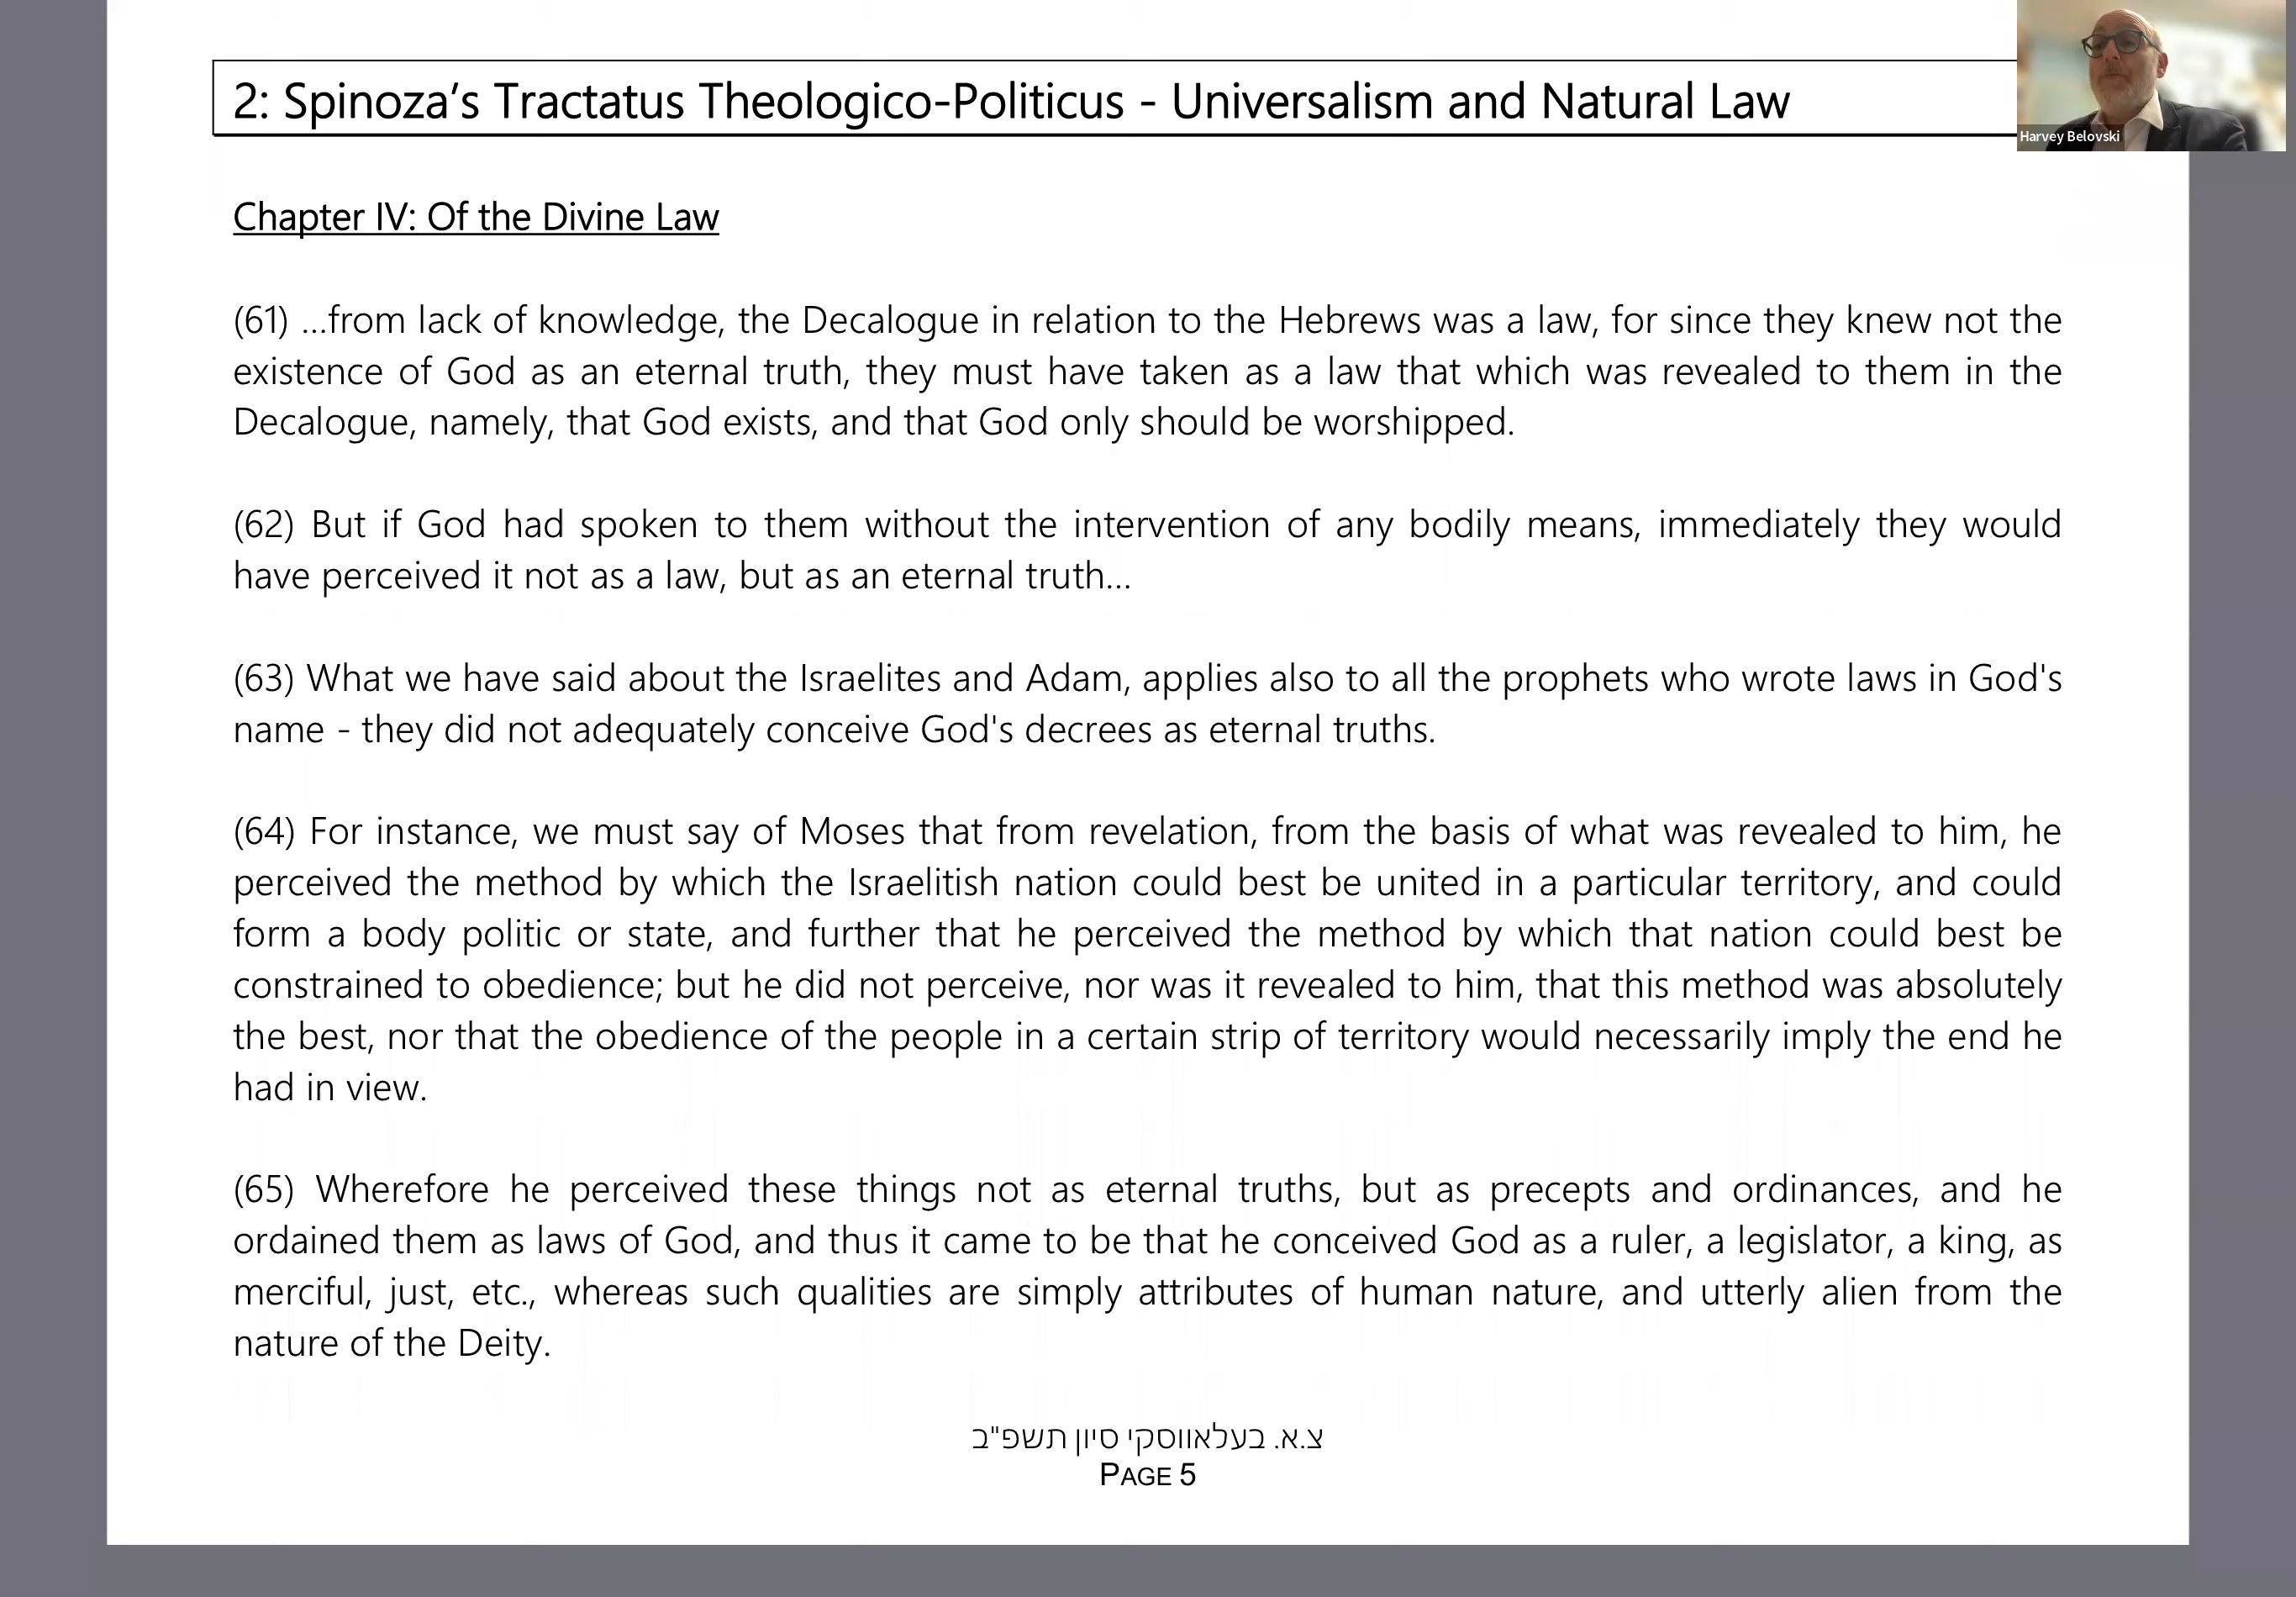 2: Spinoza’s Tractatus Theologico-Politicus - Universalism and Natural Law
Harvey Belovski
Chapter IV: Of the Divine Law
(61) …from lack of knowledge, the Decalogue in relation to the Hebrews was a law, for since they knew not the
existence of God as an eternal truth, they must have taken as a law that which was revealed to them in the
Decalogue, namely, that God exists, and that God only should be worshipped.
(62) But if God had spoken to them without the intervention of any bodily means, immediately they would
have perceived it not as a law, but as an eternal truth…
(63) What we have said about the Israelites and Adam, applies also to all the prophets who wrote laws in God's
name - they did not adequately conceive God's decrees as eternal truths.
(64) For instance, we must say of Moses that from revelation, from the basis of what was revealed to him, he
perceived the method by which the Israelitish nation could best be united in a particular territory, and could
form a body politic or state, and further that he perceived the method by which that nation could best be
constrained to obedience; but he did not perceive, nor was it revealed to him, that this method was absolutely
the best, nor that the obedience of the people in a certain strip of territory would necessarily imply the end he
had in view.
(65) Wherefore he perceived these things not as eternal truths, but as precepts and ordinances, and he
ordained them as laws of God, and thus it came to be that he conceived God as a ruler, a legislator, a king, as
merciful, just, etc., whereas such qualities are simply attributes of human nature, and utterly alien from the
nature of the Deity.
צ.א. בעלאווסקי סיון תשפ"ב
PAGE 5